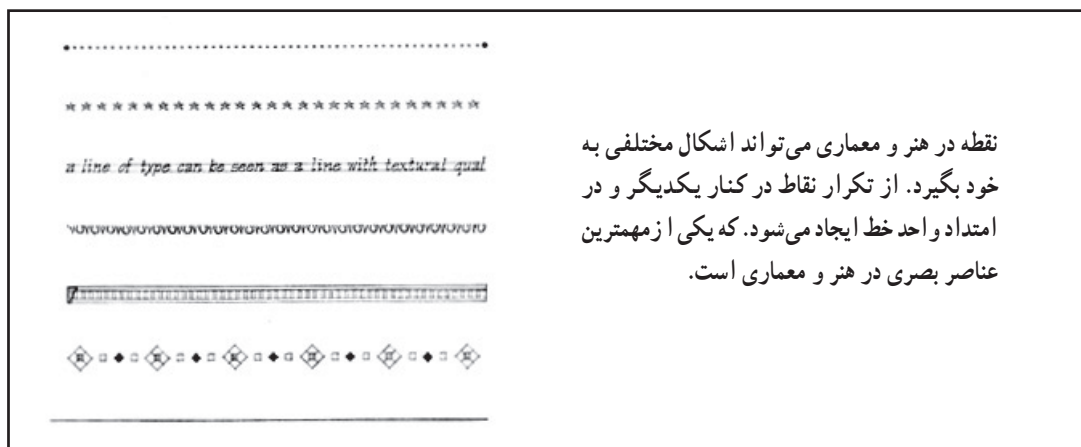 نقطه در هنر و معماری می‌تواند اشکال مختلفی به
خود بگیرد. از تکرار نقاط در کنار یکدیگر و در
امتداد واحد خط ایجاد می‌شود. که یکی ا زمهمترین
عناصر بصری در هنر و معماری است.
a line of type can be seen as a line with textural qual